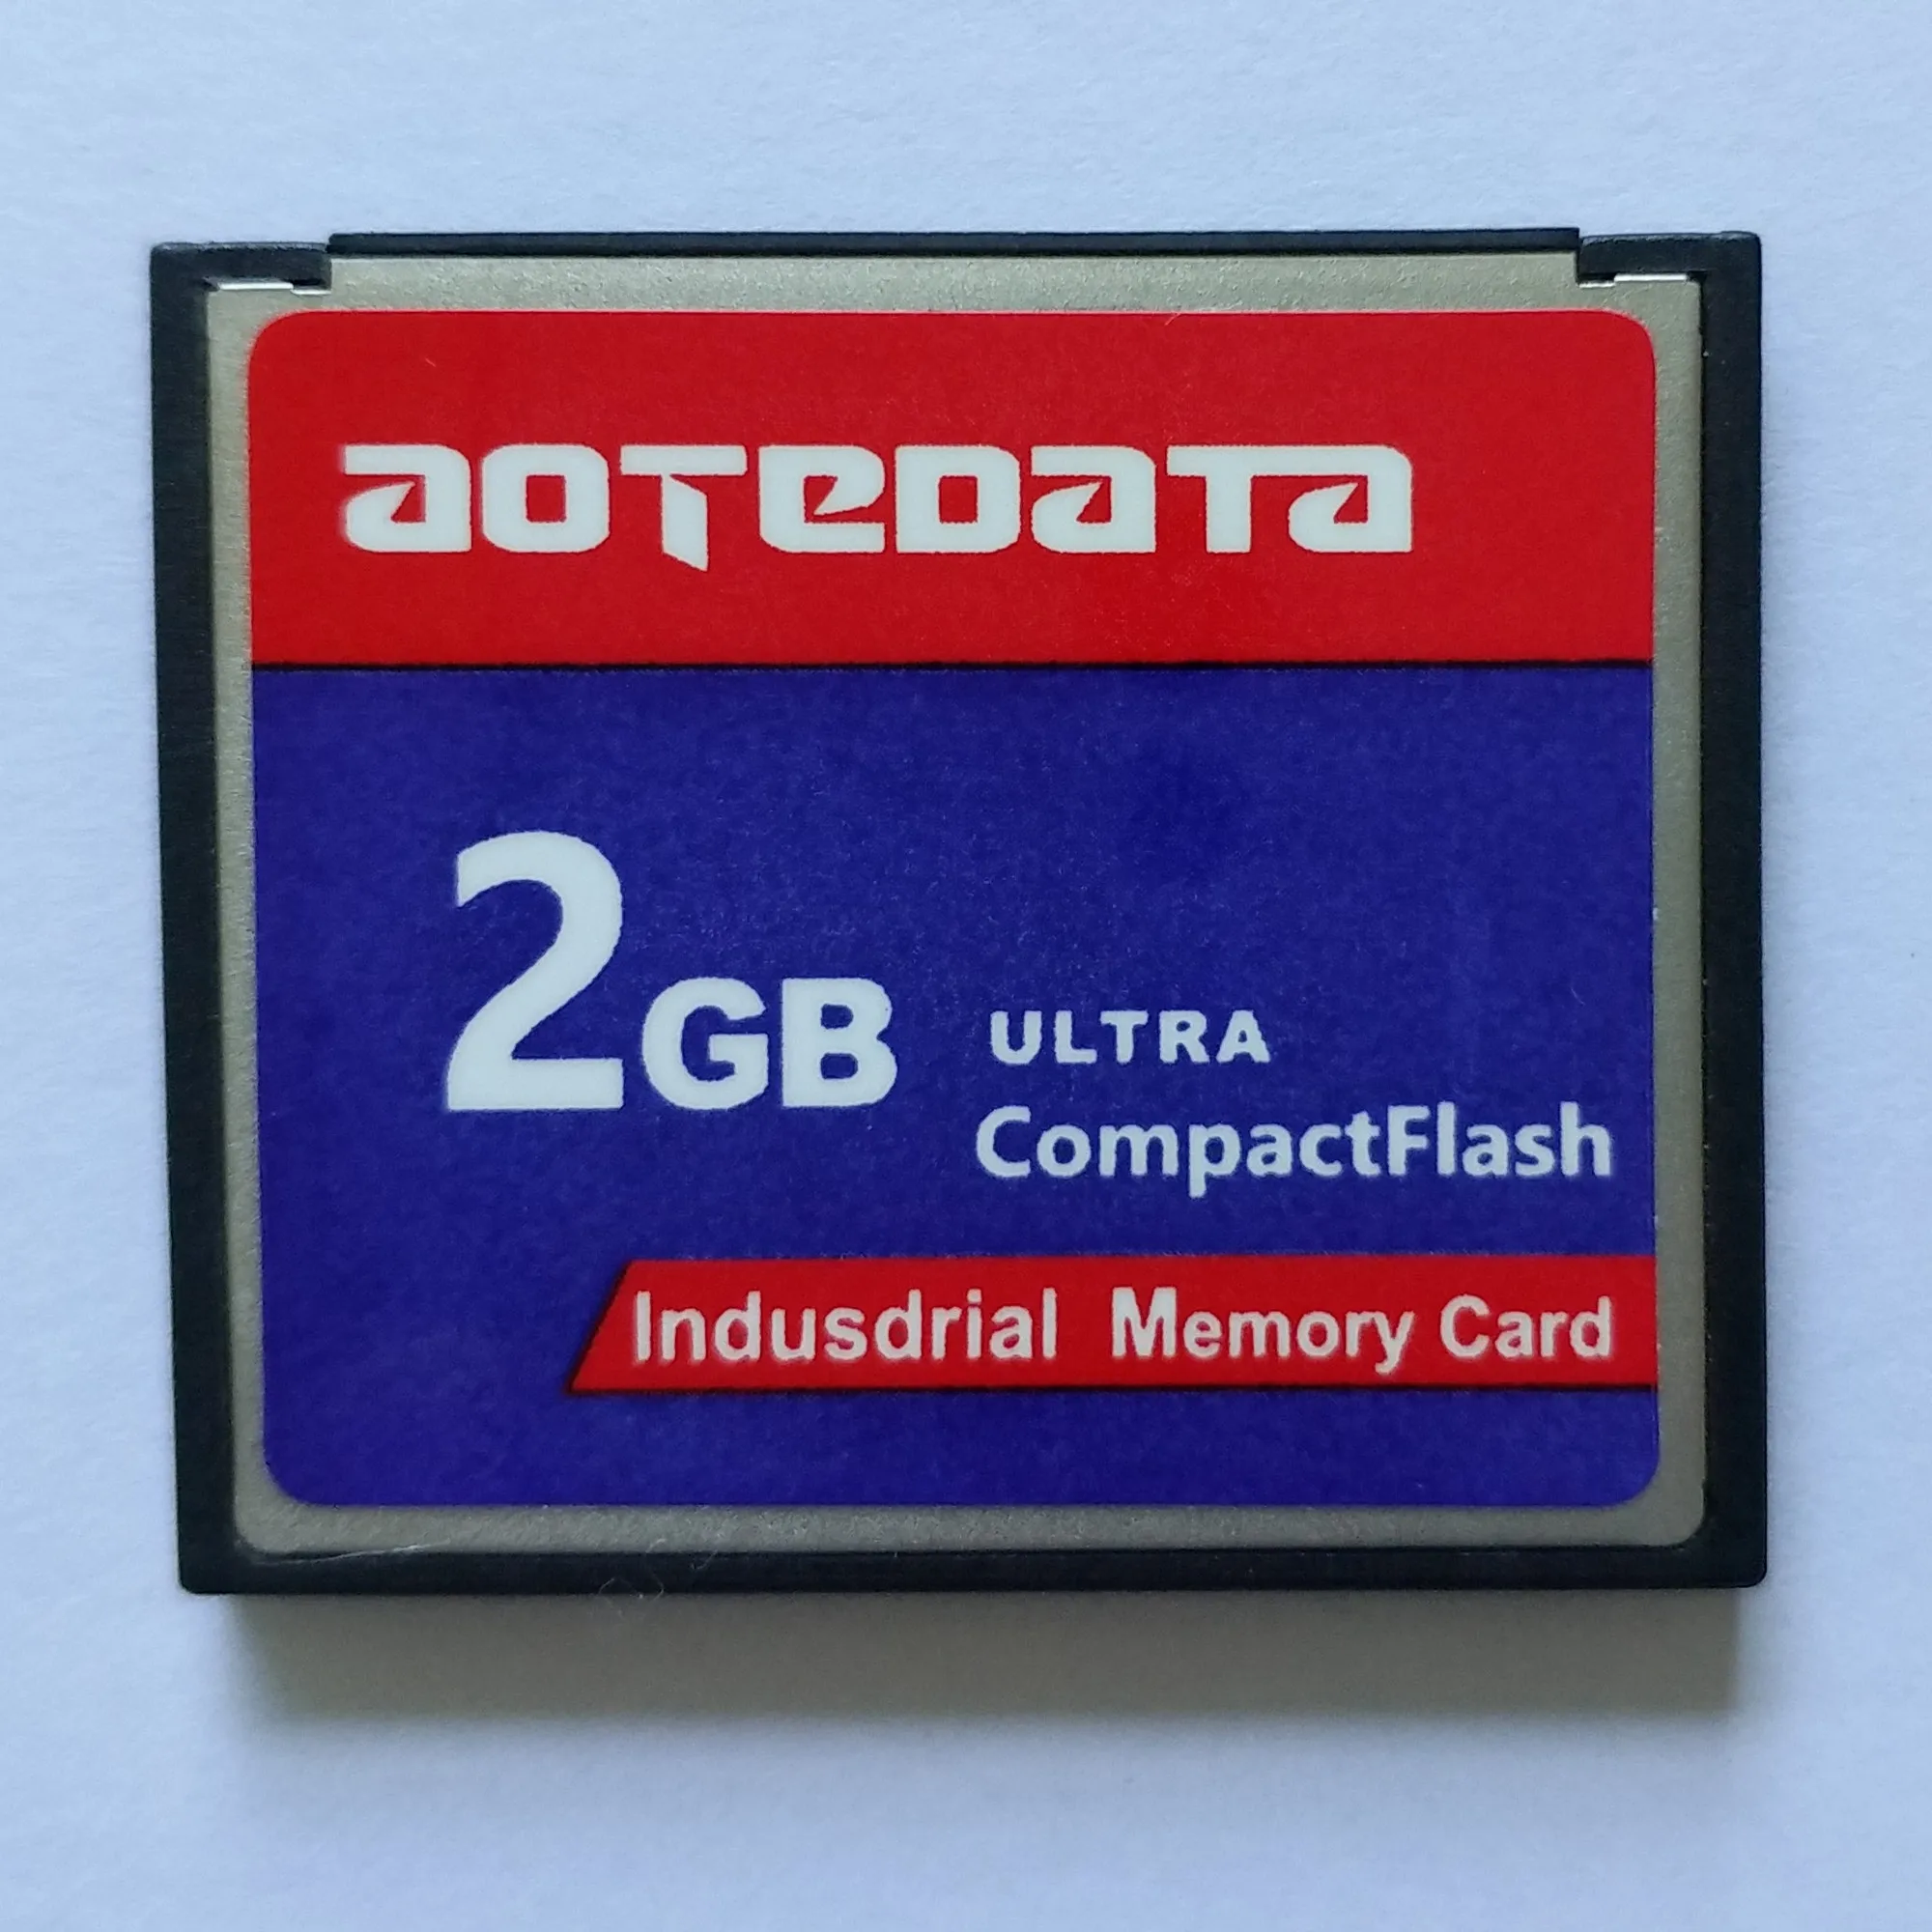 AOTEDATA
2GB
ULTRA
CompactFlash
Indusdrial Memory Card